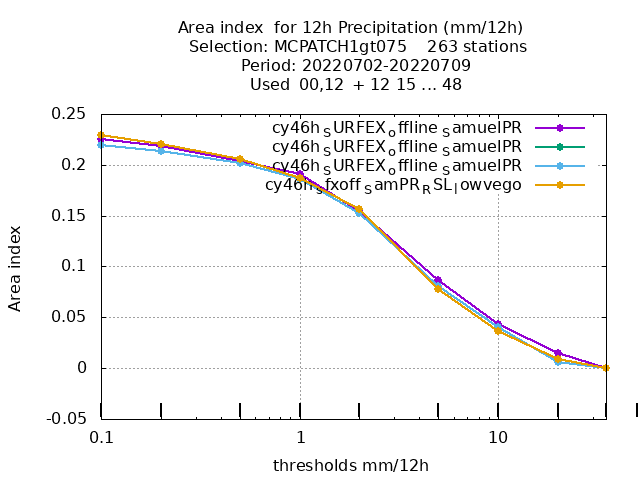 Area index  for 12h Precipitation (mm/12h)
Selection: MCPATCH1gt075    263 stations
Period: 20220702-20220709
Used  00,12  + 12 15 ... 48
0.25
0.2
0.15
0.1
0.05
0
-0.05
Area index
cy46h SURFEX offline SamuelPR
cy46h SURFEX offline SamuelPR
cy46h SURFEX offline SamuelPR
cy46h sfxoff SamPR RSL lowvego
0.1
1
10
thresholds mm/12h